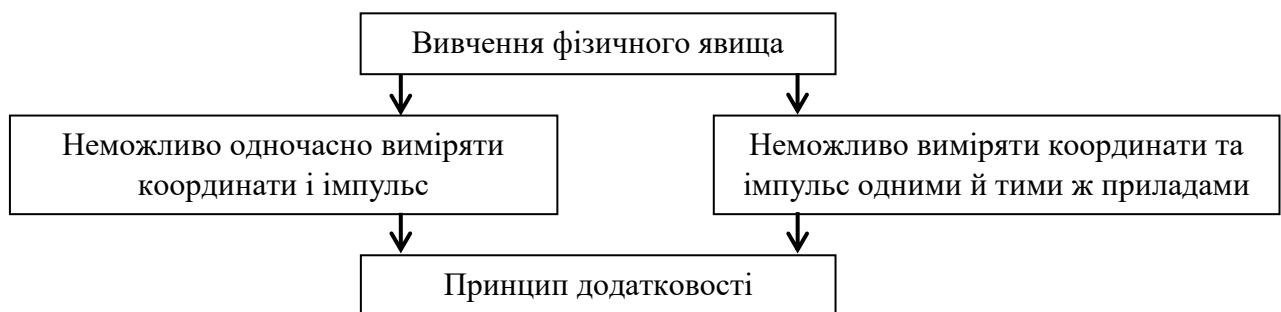 Вивчення фізичного явища
Неможливо одночасно виміряти
координати і імпульс
Неможливо виміряти координати та
імпульс одними й тими ж приладами
Принцип додатковості